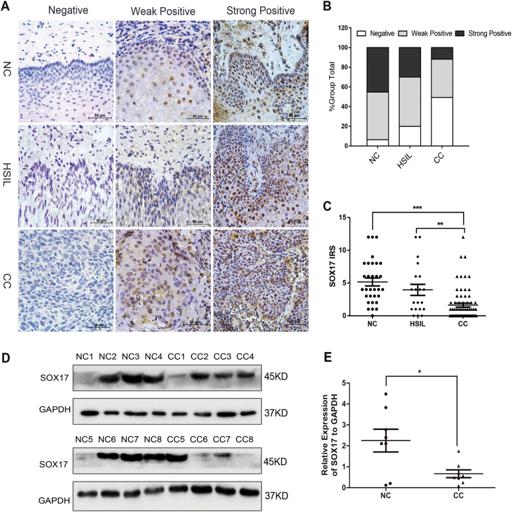 A
Negative
Weak Positive
Strong Positive
NC
HSIL
CC
B
Negative
Weak Positive
Strong Positive
%Group Total
100
80
60
40
20
0
NC
HSIL
CC
C
***
**
SOX17 IRS
15
10
5
0
NC
HSIL
CC
D
NC1 NC2 NC3 NC4 CC1 CC2 CC3 CC4
SOX17
45KD
GAPDH
37KD
NC5 NC6 NC7 NC8 CC5 CC6 CC7 CC8
SOX17
45KD
GAPDH
37KD
E
*
Relative Expression
of SOX17 to GAPDH
5
4
3
2
1
0
NC
CC